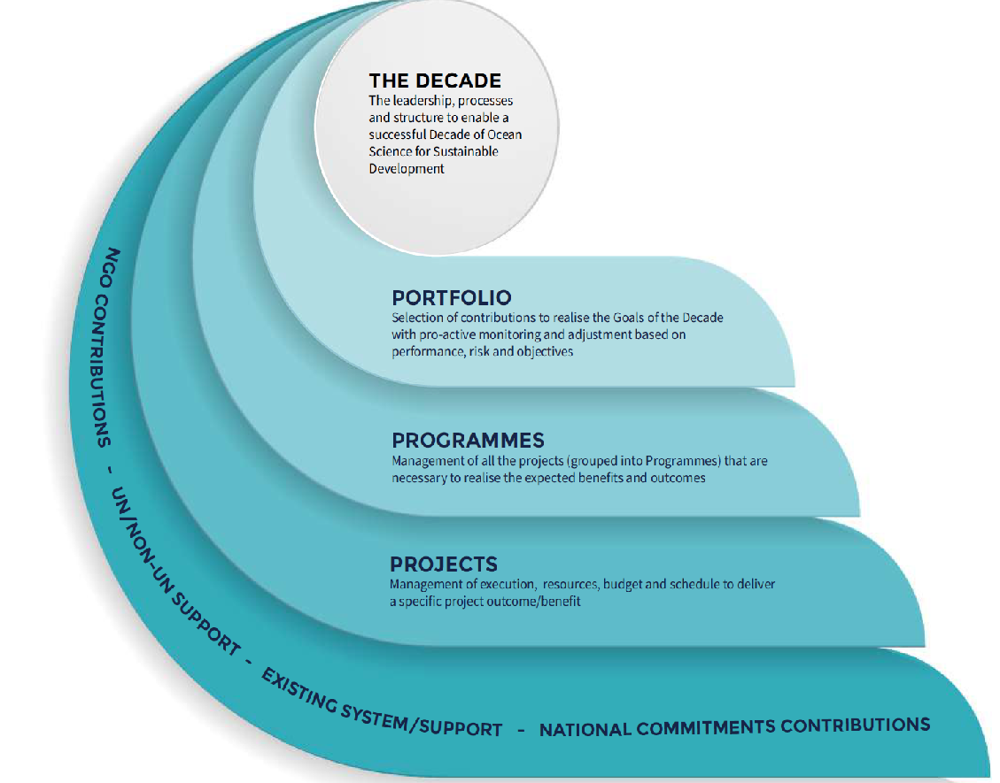 THE DECADE
The leadership, processes
and structure to enable a
successful Decade of Ocean
Science for Sustainable
Development
PORTFOLIO
Selection of contributions to realise the Goals of the Decade
with pro-active monitoring and adjustment based on
performance, risk and objectives
PROGRAMMES
Management of all the projects (grouped into Programmes) that are
necessary to realise the expected benefits and outcomes
PROJECTS
Management of execution, resources, budget and schedule to deliver
a specific project outcome/benefit
NGO CONTRIBUTIONS - UN/NON-UN SUPPORT - EXISTING SYSTEM/SUPPORT - NATIONAL COMMITMENTS CONTRIBUTIONS